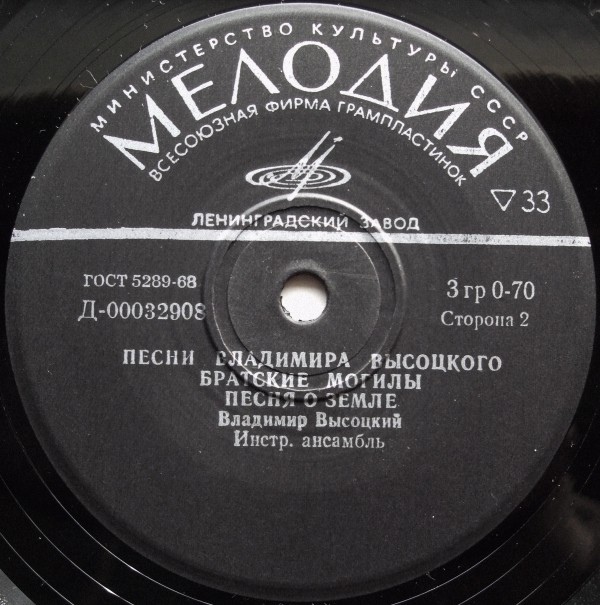 МИНИСТЕРСТВО КУЛЬТУРЫ СССР
МЕЛОДИЯ
ВСЕСОЮЗНАЯ ФИРМА ГРАМПЛАСТИНОК
▽33
ЛЕНИНГРАДСКИЙ ЗАВОД
ГОСТ 5289-68
Д-00032908
3 гр 0-70
Сторона 2
ПЕСНИ ВЛАДИМИРА ВЫСОЦКОГО
БРАТСКИЕ МОГИЛЫ
ПЕСНЯ О ЗЕМЛЕ
Владимир Высоцкий
Инстр. ансамбль